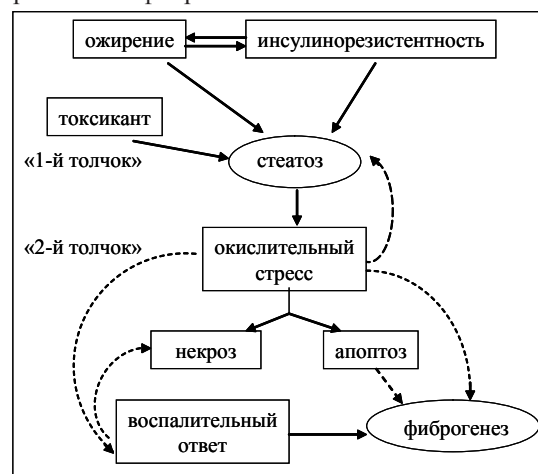 ожирение
инсулинорезистентность
токсикант
«1-й толчок»
стеатоз
«2-й толчок»
окислительный
стресс
некроз
апоптоз
воспалительный
ответ
фиброгенез